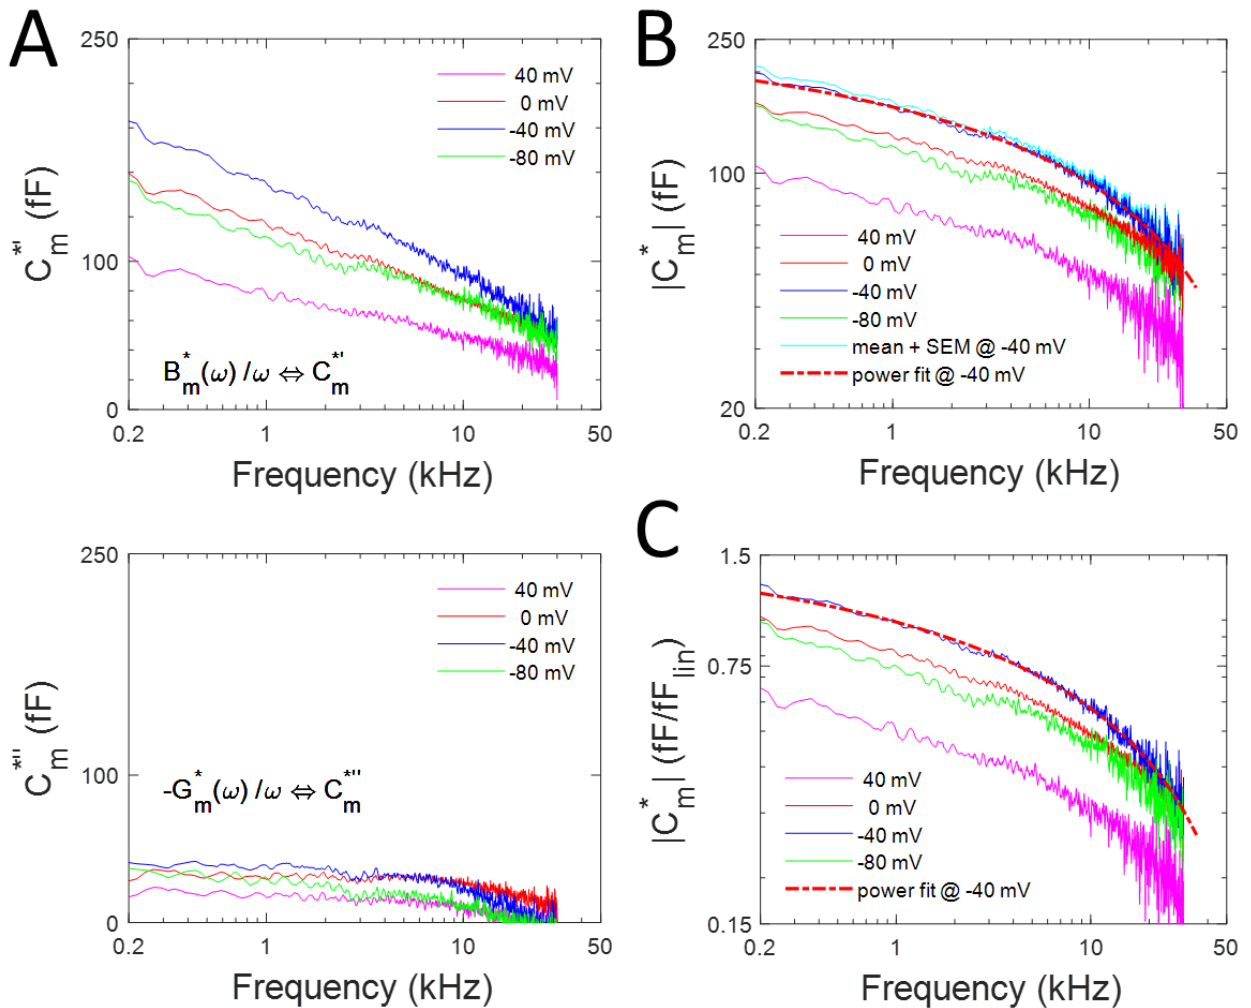 A
250
100
0
C*'m (fF)
40 mV
0 mV
-40 mV
-80 mV
B*m(ω)/ω ⇔ C*'m
0.2 1 10 50
Frequency (kHz)
250
100
0
C*''m (fF)
40 mV
0 mV
-40 mV
-80 mV
-G*m(ω)/ω ⇔ C*''m
0.2 1 10 50
Frequency (kHz)
B
250
100
20
|C*m| (fF)
40 mV
0 mV
-40 mV
-80 mV
mean + SEM @ -40 mV
power fit @ -40 mV
0.2 1 10 50
Frequency (kHz)
C
1.5
0.75
0.15
|C*m| (fF/fFlin)
40 mV
0 mV
-40 mV
-80 mV
power fit @ -40 mV
0.2 1 10 50
Frequency (kHz)